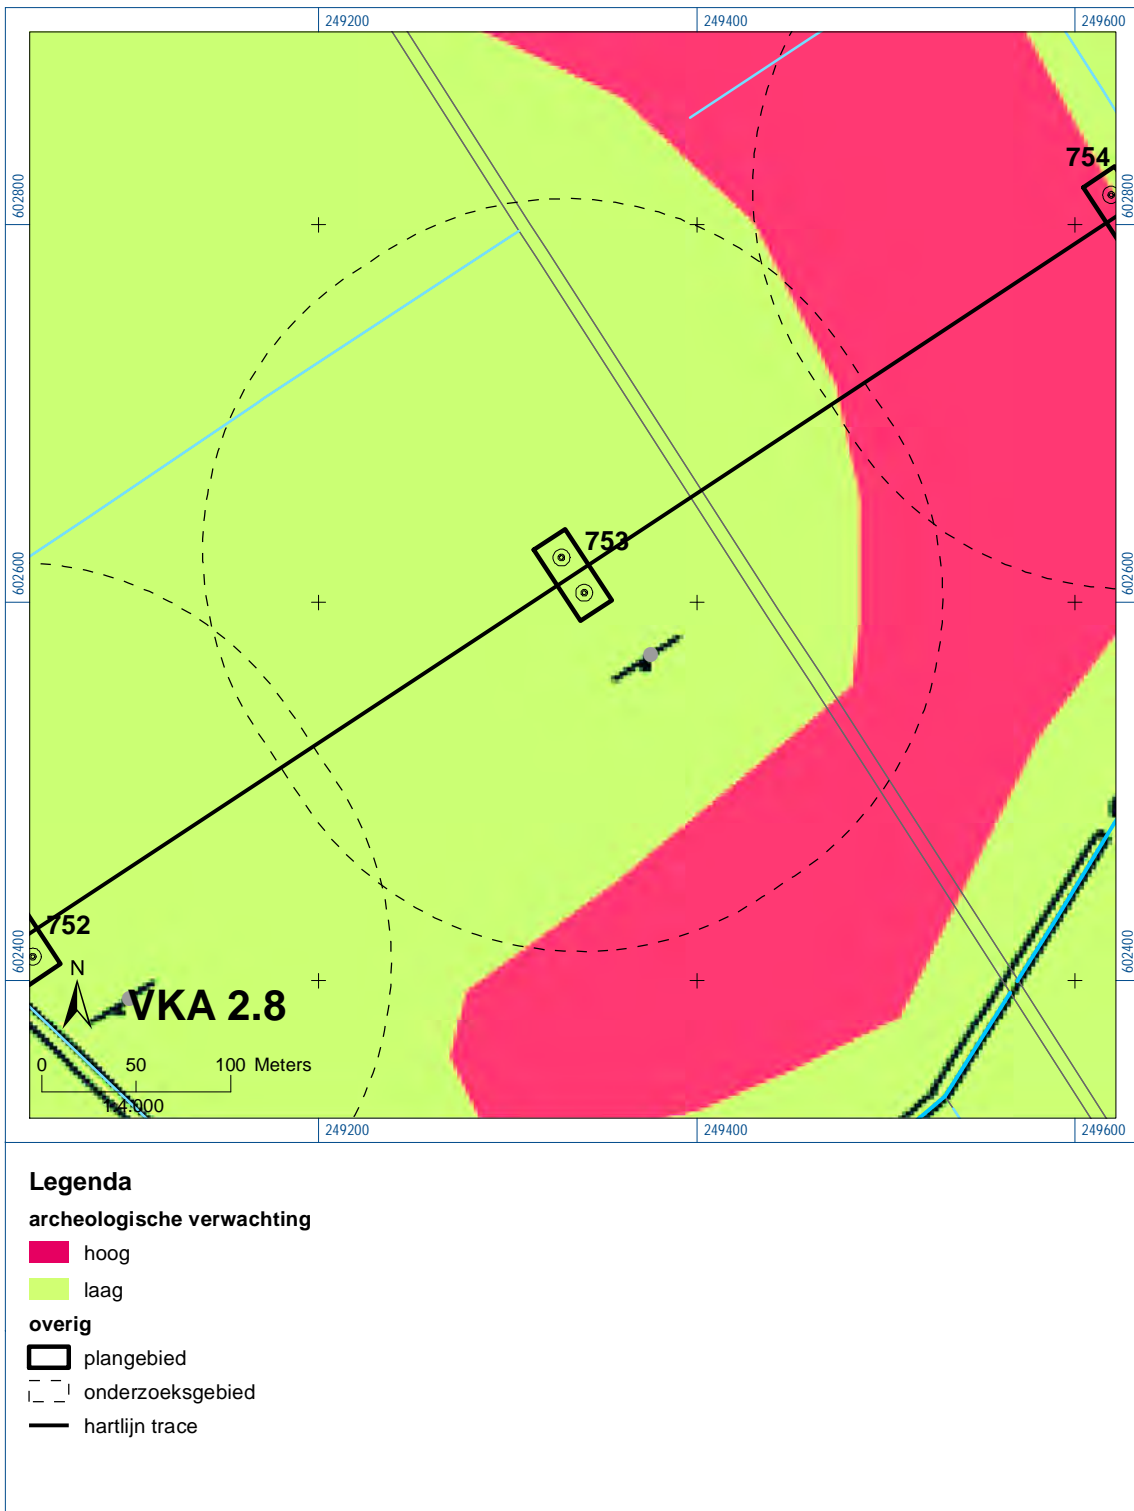 249200
249400
249600
754
602800
602800
753
602600
602600
752
602400
602400
N
VKA 2.8
0 50 100 Meters
1:4.000
249200
249400
249600
Legenda
archeologische verwachting
hoog
laag
overig
plangebied
onderzoeksgebied
hartlijn trace